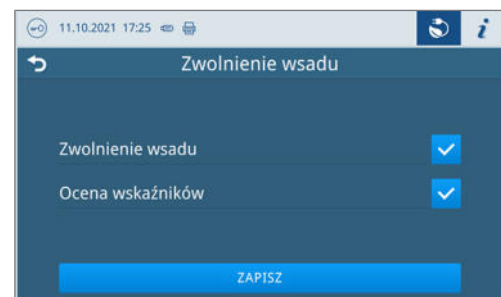 11.10.2021 17:25
i
Zwolnienie wsadu
Zwolnienie wsadu
Ocena wskaźników
ZAPISZ